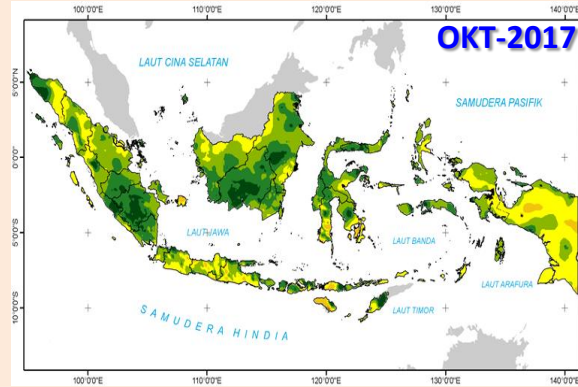 100°0'0"E 110°0'0"E 120°0'0"E 130°0'0"E 140°0'0"E
OKT-2017
LAUT CINA SELATAN
5°0'0"N
SAMUDERA PASIFIK
0°0'0"
LAUT JAWA
5°0'0"S
LAUT BANDA
LAUT ARAFURA
10°0'0"S
LAUT TIMOR
SAMUDERA HINDIA
100°0'0"E 110°0'0"E 120°0'0"E 130°0'0"E 140°0'0"E